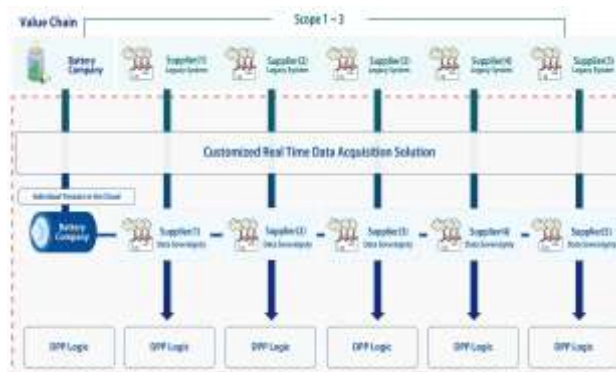 Value Chain
Scope 1 ~ 3
Battery
Company
Supplier(1)
Legacy System
Supplier(2)
Legacy System
Supplier(3)
Legacy System
Supplier(4)
Legacy System
Supplier(5)
Legacy System
Customized Real Time Data Acquisition Solution
Individual Tenants in the Cloud
Battery
Company
Supplier(1)
Data Sovereignty
Supplier(2)
Data Sovereignty
Supplier(3)
Data Sovereignty
Supplier(4)
Data Sovereignty
Supplier(5)
Data Sovereignty
DPP Logic
DPP Logic
DPP Logic
DPP Logic
DPP Logic
DPP Logic